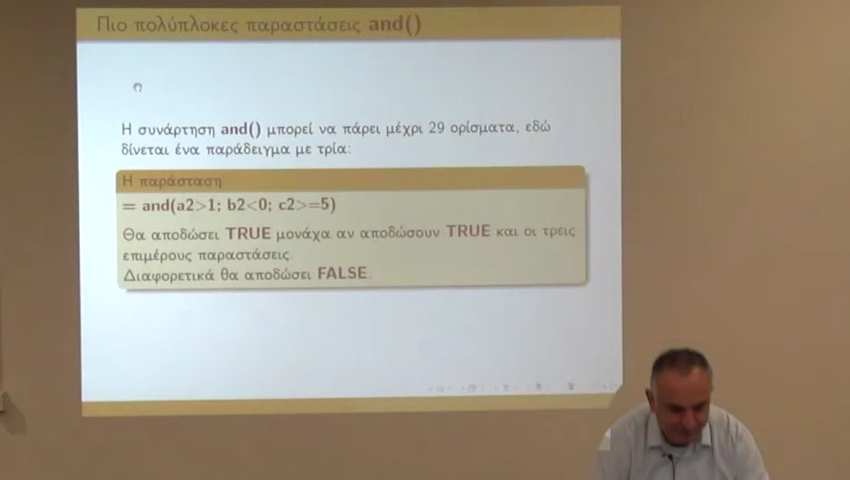 Πιο πολύπλοκες παραστάσεις and()
Η συνάρτηση and() μπορεί να πάρει μέχρι 29 ορίσματα, εδώ
δίνεται ένα παράδειγμα με τρία:
Η παράσταση
= and(a2>1; b2<0; c2>=5)
Θα αποδώσει TRUE μονάχα αν αποδώσουν TRUE και οι τρεις
επιμέρους παραστάσεις.
Διαφορετικά θα αποδώσει FALSE.